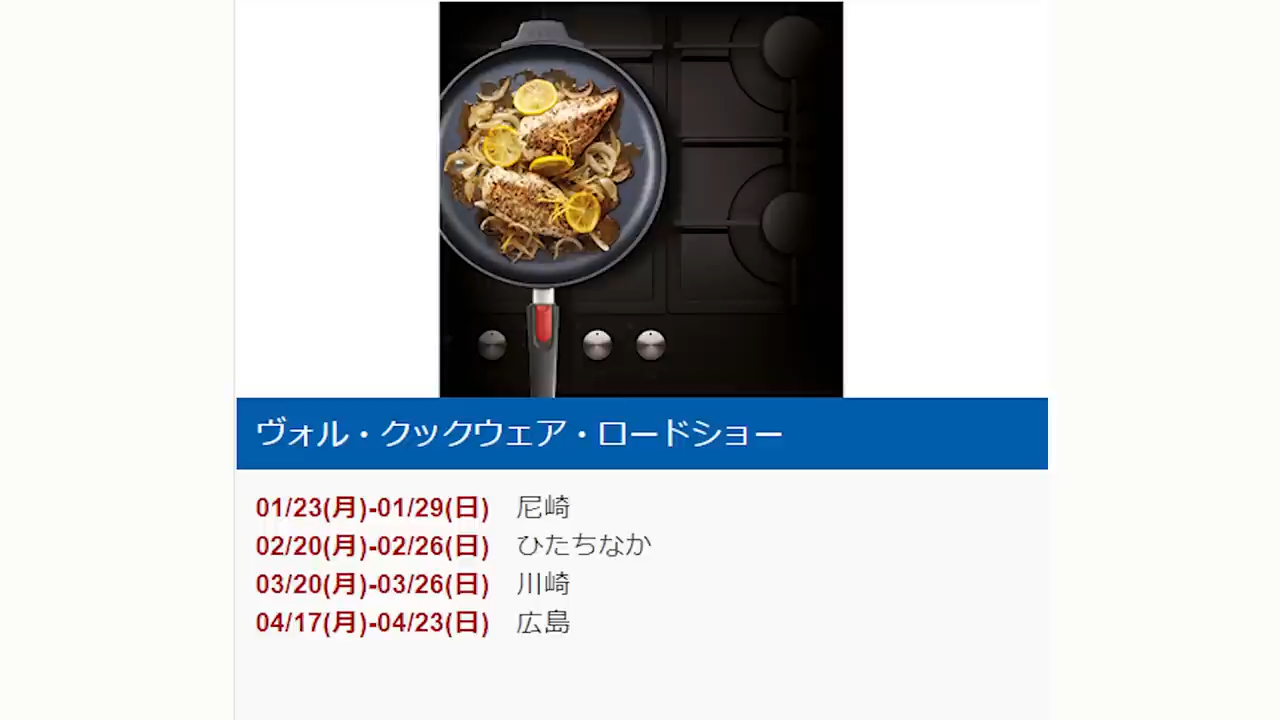 ヴォル・クックウェア・ロードショー
01/23(月)-01/29(日) 尼崎
02/20(月)-02/26(日) ひたちなか
03/20(月)-03/26(日) 川崎
04/17(月)-04/23(日) 広島